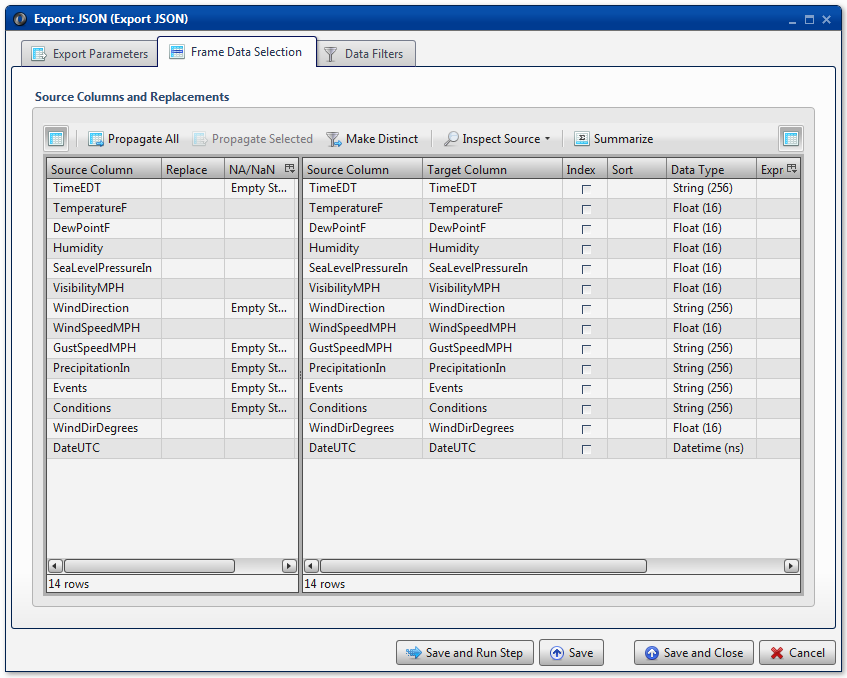 Export: JSON (Export JSON)
Export Parameters Frame Data Selection Data Filters
Source Columns and Replacements
Propagate All Propagate Selected Make Distinct Inspect Source Summarize
Source Column Replace NA/NaN Source Column Target Column Index Sort Data Type Expr
TimeEDT Empty St... TimeEDT TimeEDT String (256)
TemperatureF TemperatureF TemperatureF Float (16)
DewPointF DewPointF DewPointF Float (16)
Humidity Humidity Humidity Float (16)
SeaLevelPressureIn SeaLevelPressureIn SeaLevelPressureIn Float (16)
VisibilityMPH VisibilityMPH VisibilityMPH Float (16)
WindDirection Empty St... WindDirection WindDirection String (256)
WindSpeedMPH WindSpeedMPH WindSpeedMPH Float (16)
GustSpeedMPH Empty St... GustSpeedMPH GustSpeedMPH String (256)
PrecipitationIn Empty St... PrecipitationIn PrecipitationIn String (256)
Events Empty St... Events Events String (256)
Conditions Empty St... Conditions Conditions String (256)
WindDirDegrees WindDirDegrees WindDirDegrees Float (16)
DateUTC DateUTC DateUTC Datetime (ns)
14 rows 14 rows
Save and Run Step Save Save and Close Cancel